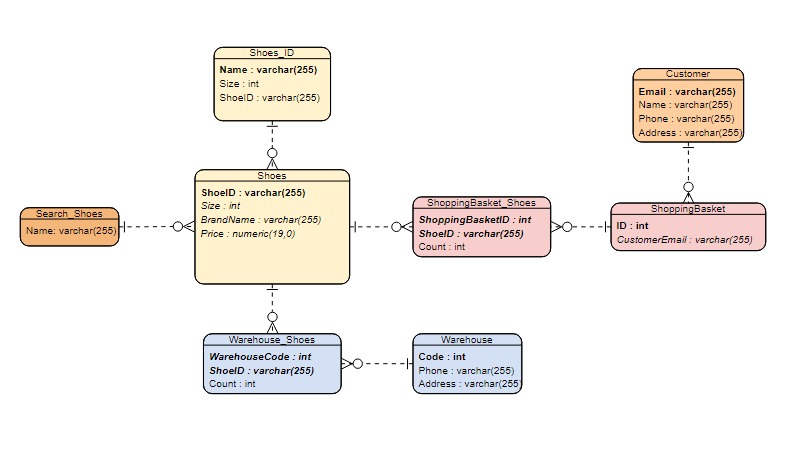 Shoes_ID
Name : varchar(255)
Size : int
ShoeID : varchar(255)
Customer
Email : varchar(255)
Name : varchar(255)
Phone : varchar(255)
Address : varchar(255)
Shoes
ShoeID : varchar(255)
Size : int
BrandName : varchar(255)
Price : numeric(19,0)
Search_Shoes
Name: varchar(255)
ShoppingBasket_Shoes
ShoppingBasketID : int
ShoeID : varchar(255)
Count : int
ShoppingBasket
ID : int
CustomerEmail : varchar(255)
Warehouse_Shoes
WarehouseCode : int
ShoeID : varchar(255)
Count : int
Warehouse
Code : int
Phone : varchar(255)
Address : varchar(255)